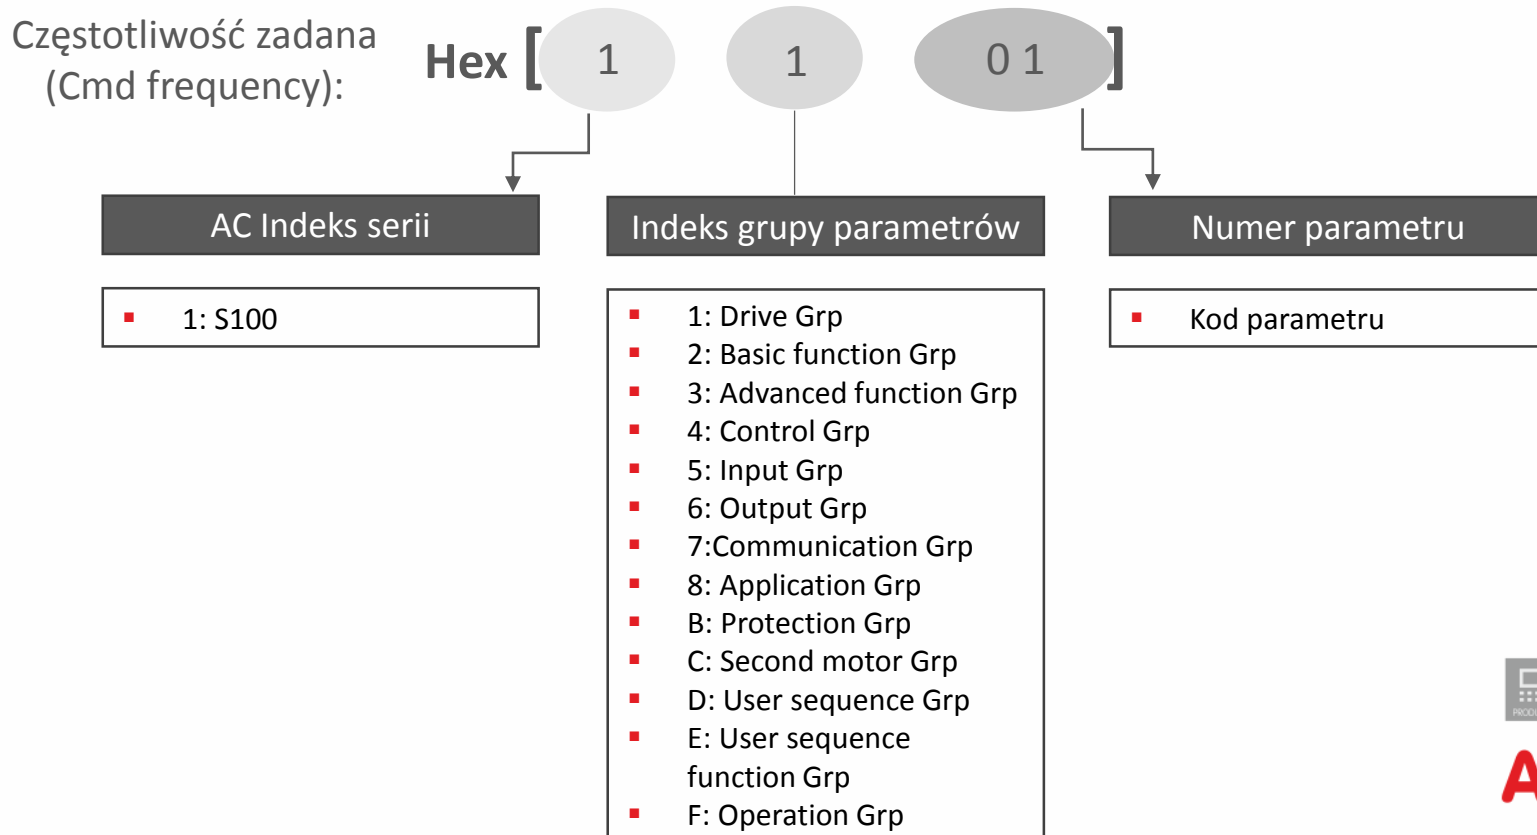 Częstotliwość zadana
(Cmd frequency):
Hex [ 1 1 0 1 ]
AC Indeks serii
1: S100
Indeks grupy parametrów
1: Drive Grp
2: Basic function Grp
3: Advanced function Grp
4: Control Grp
5: Input Grp
6: Output Grp
7:Communication Grp
8: Application Grp
B: Protection Grp
C: Second motor Grp
D: User sequence Grp
E: User sequence
function Grp
F: Operation Grp
Numer parametru
Kod parametru